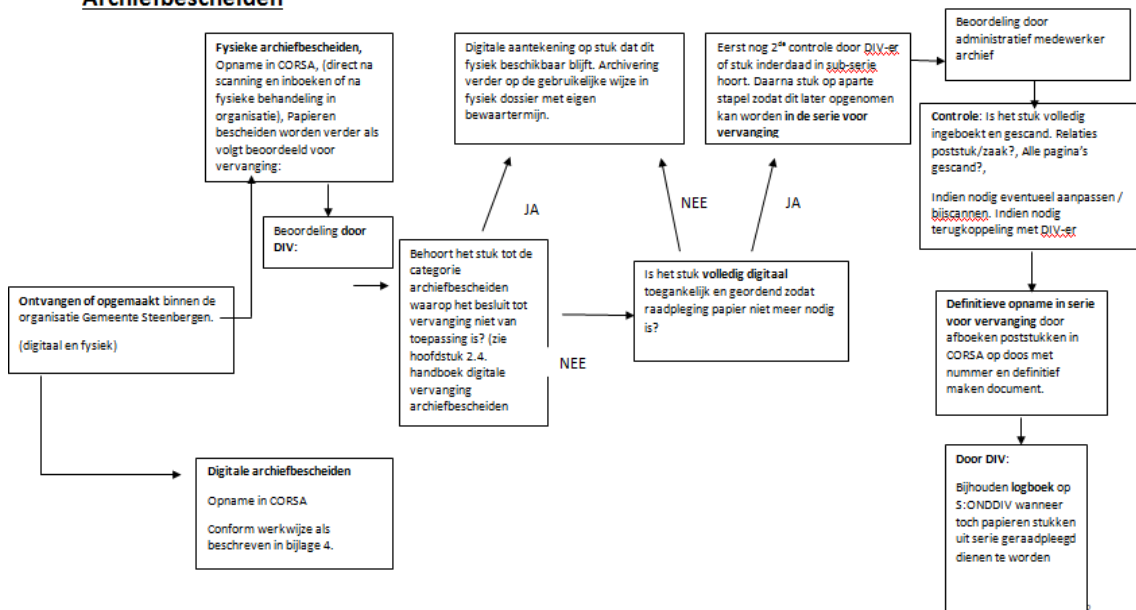 Archiefbescheiden
Fysieke archiefbescheiden,
Opname in CORSA, (direct na
scanning en inboeken of na
fysieke behandeling in
organisatie), Papieren
bescheiden worden verder als
volgt beoordeeld voor
vervanging:
Digitale aantekening op stuk dat dit
fysiek beschikbaar blijft. Archivering
verder op de gebruikelijke wijze in
fysiek dossier met eigen
bewaartermijn.
Eerst nog 2de controle door DIV-er
of stuk inderdaad in sub-serie
hoort. Daarna stuk op aparte
stapel zodat dit later opgenomen
kan worden in de serie voor
vervanging
Beoordeling door
administratief medewerker
archief
Controle: Is het stuk volledig
ingeboekt en gescand. Relaties
poststuk/zaak?, Alle pagina's
gescand?,
Indien nodig eventueel aanpassen /
bijscannen. Indien nodig
terugkoppeling met DIV-er
JA
NEE
JA
Beoordeling door
DIV:
Behoort het stuk tot de
categorie
archiefbescheiden
waarop het besluit tot
vervanging niet van
toepassing is? (zie
hoofdstuk 2.4.
handboek digitale
vervanging
archiefbescheiden
NEE
Is het stuk volledig digitaal
toegankelijk en geordend zodat
raadpleging papier niet meer nodig
is?
Ontvangen of opgemaakt binnen de
organisatie Gemeente Steenbergen.
(digitaal en fysiek)
Definitieve opname in serie
voor vervanging door
afboeken poststukken in
CORSA op doos met
nummer en definitief
maken document.
Digitale archiefbescheiden
Opname in CORSA
Conform werkwijze als
beschreven in bijlage 4.
Door DIV:
Bijhouden logboek op
S:ONDDIV wanneer
toch papieren stukken
uit serie geraadpleegd
dienen te worden